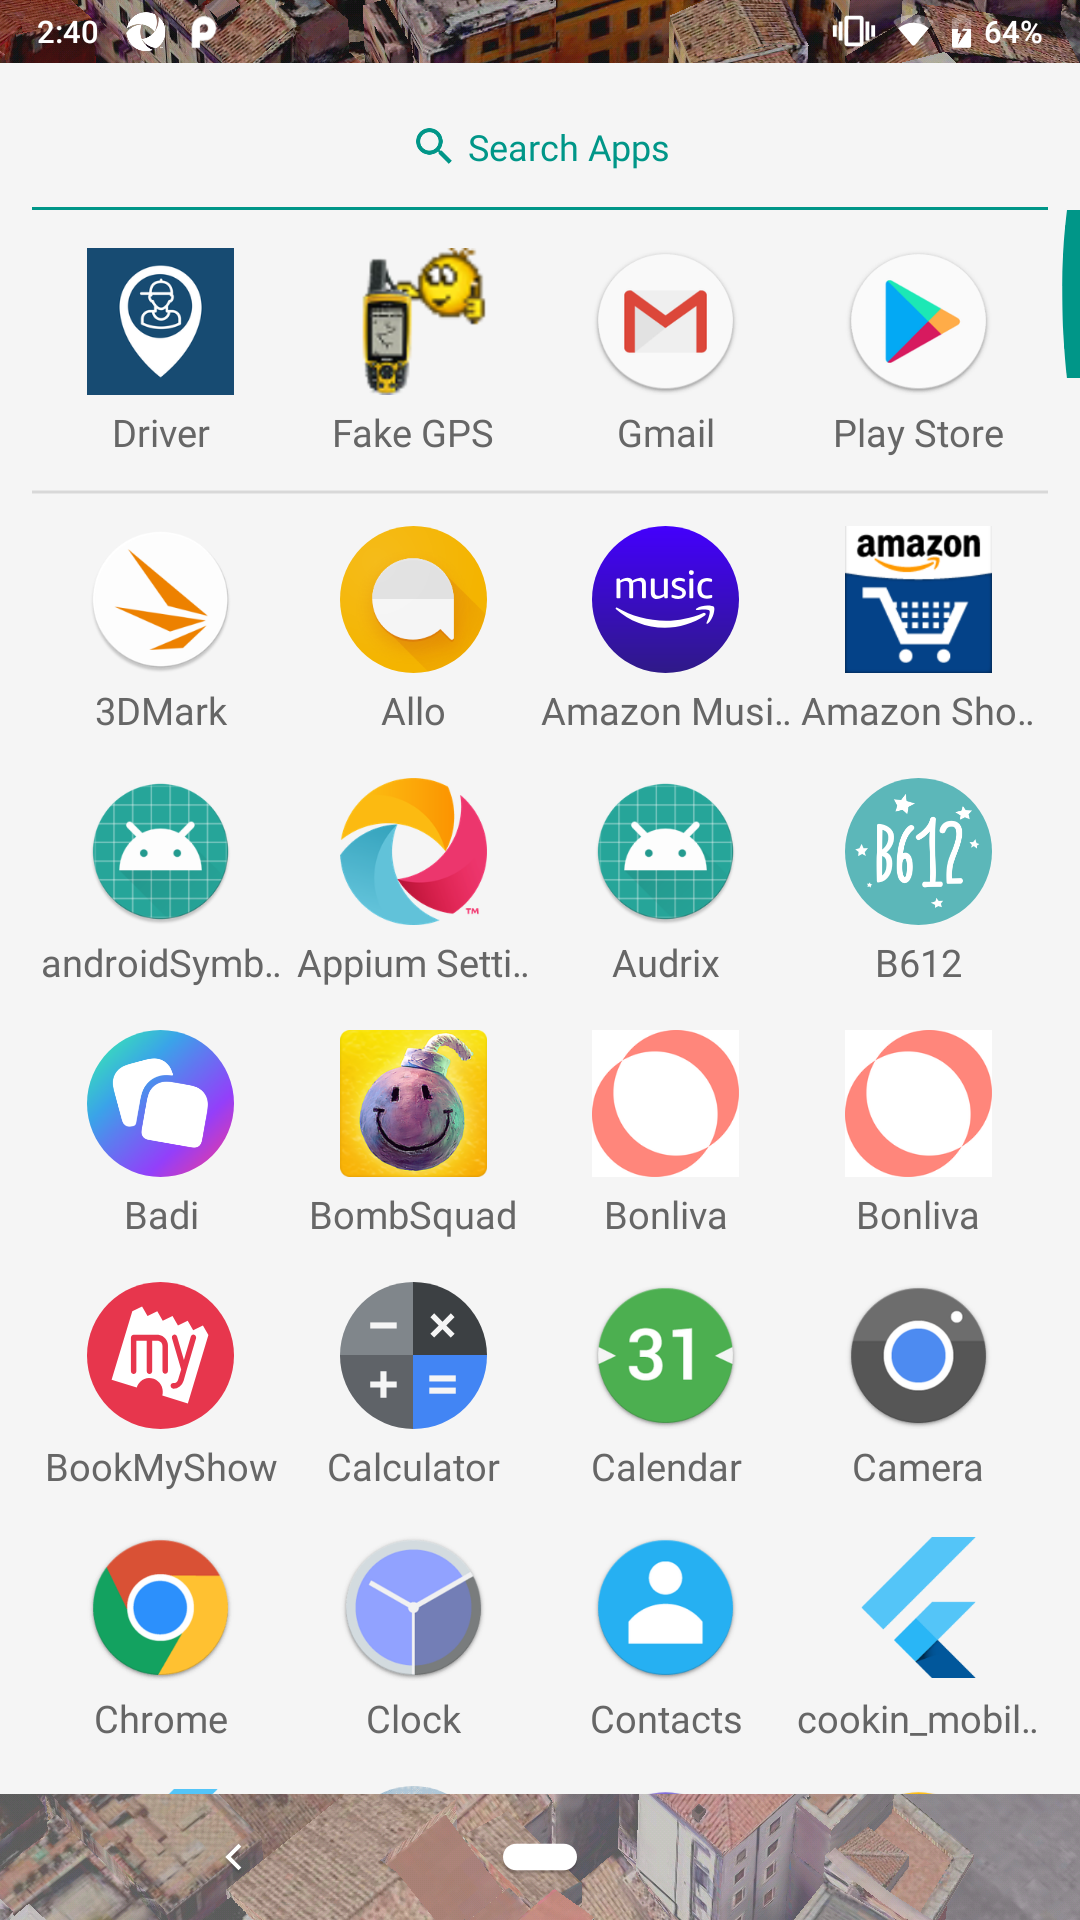 2:40 64%
Search Apps
Driver Fake GPS Gmail Play Store
music amazon
3DMark Allo Amazon Musi.. Amazon Sho..
B612
TM
androidSymb.. Appium Setti.. Audrix B612
Badi BombSquad Bonliva Bonliva
my 31
BookMyShow Calculator Calendar Camera
Chrome Clock Contacts cookin_mobil..